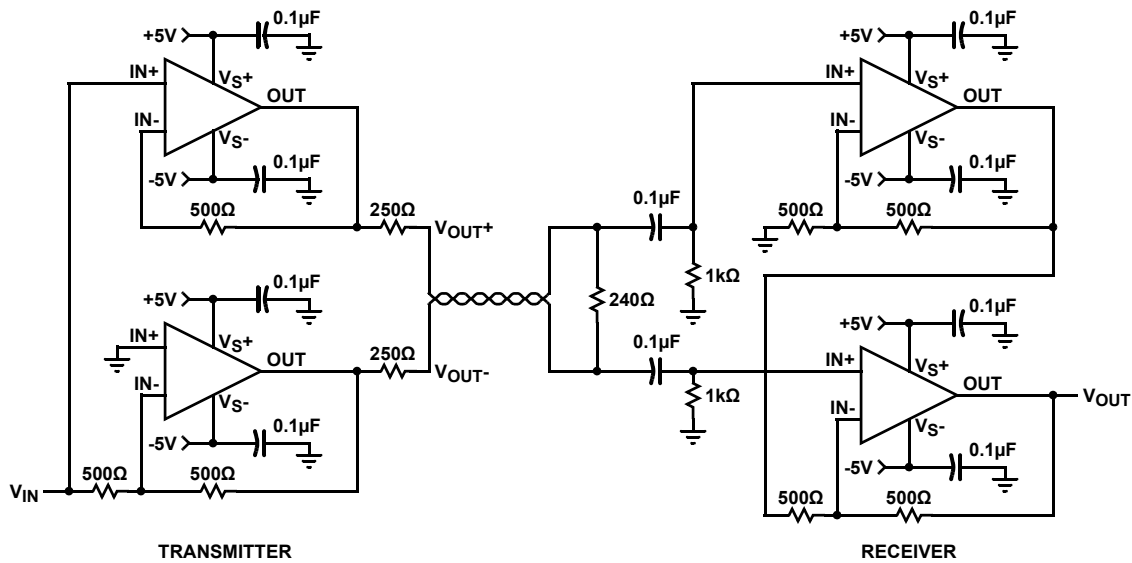 0.1µF
+5V
IN+
VS+
OUT
IN-
VS-
-5V
0.1µF
500Ω
250Ω
VOUT+
0.1µF
+5V
IN+
VS+
OUT
250Ω
VOUT-
IN-
VS-
-5V
0.1µF
500Ω
500Ω
VIN
TRANSMITTER
0.1µF
1kΩ
240Ω
0.1µF
1kΩ
0.1µF
+5V
IN+
VS+
OUT
IN-
VS-
-5V
0.1µF
500Ω
500Ω
0.1µF
+5V
IN+
VS+
OUT
VOUT
IN-
VS-
-5V
0.1µF
500Ω
500Ω
RECEIVER